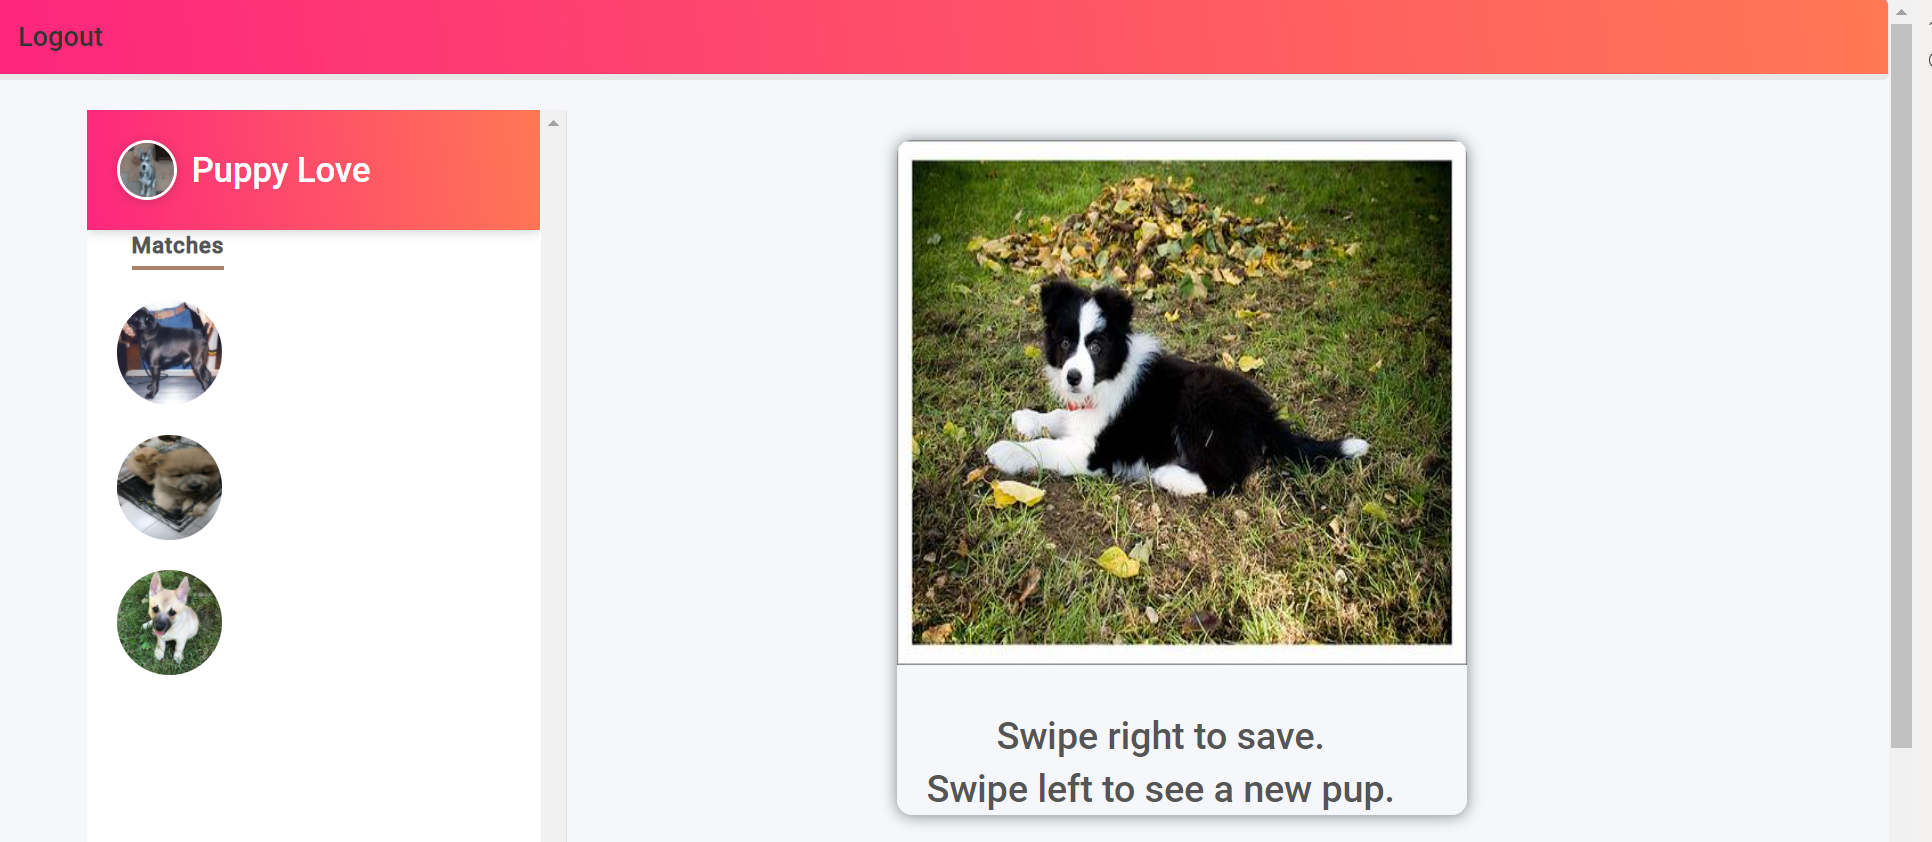 Logout
Puppy Love
Matches
Swipe right to save.
Swipe left to see a new pup.